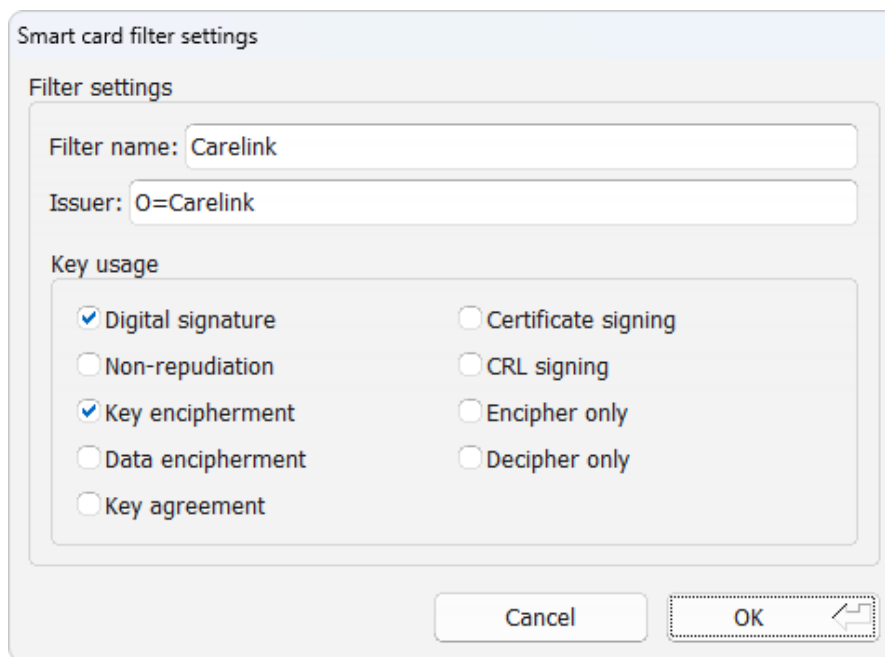 Smart card filter settings
Filter settings
Filter name: Carelink
Issuer: O=Carelink
Key usage
Digital signature
Certificate signing
Non-repudiation
CRL signing
Key encipherment
Encipher only
Data encipherment
Decipher only
Key agreement
Cancel
OK